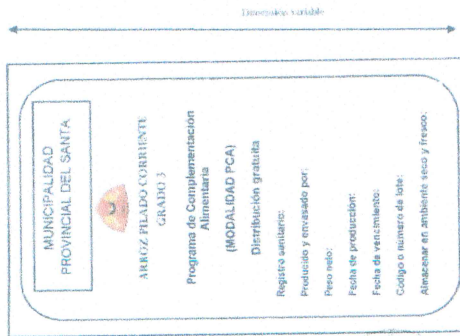 Dimension variable
MUNICIPALIDAD
PROVINCIAL DEL SANTA
ARROZ PILADO CORRIENTE
GRADO 3
Programa de Complementación
Alimentaria
(MODALIDAD PCA)
Distribución gratuita
Registro sanitario:
Producido y envasado por:
Peso neto:
Fecha de producción:
Fecha de vencimiento:
Código o número de lote:
Almacenar en ambiente seco y fresco: